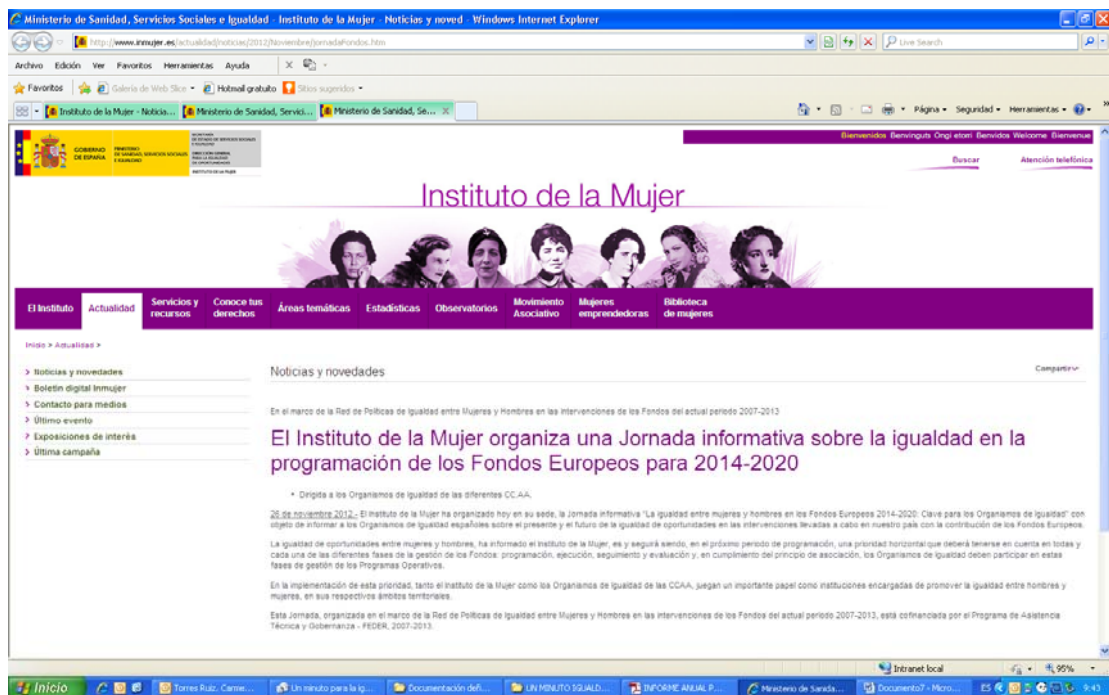 Ministerio de Sanidad, Servicios Sociales e Igualdad - Instituto de la Mujer - Noticias y noved - Windows Internet Explorer
http://www.inmujer.es/actualidad/noticias/2012/Noviembre/jornadaFondos.htm
Live Search
Archivo Edición Ver Favoritos Herramientas Ayuda
Favoritos Galería de Web Slice Hotmail gratuito Sitios sugeridos
Instituto de la Mujer - Noticia... Ministerio de Sanidad, Servici... Ministerio de Sanidad, Se...
Página Seguridad Herramientas
Bienvenidos Benvinguts Ongi etorri Benvidos Welcome Bienvenue
GOBIERNO DE ESPAÑA
MINISTERIO DE SANIDAD, SERVICIOS SOCIALES E IGUALDAD
Buscar Atención telefónica
Instituto de la Mujer
El Instituto Actualidad Servicios y recursos Conoce tus derechos Áreas temáticas Estadísticas Observatorios Movimiento Asociativo Mujeres emprendedoras Biblioteca de mujeres
Inicio > Actualidad >
Noticias y novedades
Boletín digital Inmujer
Contacto para medios
Último evento
Exposiciones de interés
Última campaña
Noticias y novedades
Compartir
En el marco de la Red de Políticas de Igualdad entre Mujeres y Hombres en las intervenciones de los Fondos del actual periodo 2007-2013
El Instituto de la Mujer organiza una Jornada informativa sobre la igualdad en la
programación de los Fondos Europeos para 2014-2020
• Dirigida a los Organismos de Igualdad de las diferentes CC.AA.
26 de noviembre 2012.- El Instituto de la Mujer ha organizado hoy en su sede, la Jornada informativa "La igualdad entre mujeres y hombres en los Fondos Europeos 2014-2020: Clave para los Organismos de Igualdad" con
objeto de informar a los Organismos de Igualdad españoles sobre el presente y el futuro de la igualdad de oportunidades en las intervenciones llevadas a cabo en nuestro país con la contribución de los Fondos Europeos.
La igualdad de oportunidades entre mujeres y hombres, ha informado el Instituto de la Mujer, es y seguirá siendo, en el próximo periodo de programación, una prioridad horizontal que deberá tenerse en cuenta en todas y
cada una de las diferentes fases de la gestión de los Fondos: programación, ejecución, seguimiento y evaluación y, en cumplimiento del principio de asociación, los Organismos de Igualdad deben participar en estas
fases de gestión de los Programas Operativos.
En la implementación de esta prioridad, tanto el Instituto de la Mujer como los Organismos de Igualdad de las CCAA, juegan un importante papel como instituciones encargadas de promover la igualdad entre hombres y
mujeres, en sus respectivos ámbitos territoriales.
Esta Jornada, organizada en el marco de la Red de Políticas de Igualdad entre Mujeres y Hombres en las intervenciones de los Fondos del actual periodo 2007-2013, está cofinanciada por el Programa de Asistencia
Técnica y Gobernanza - FEDER, 2007-2013.
Intranet local 95%
Inicio Torres Ruiz, Carme... Un minuto para la ig... Documentación defi... UN MINUTO IGUALD... INFORME ANUAL P... Ministerio de Sanida... Documento7 - Micro... ES 9:49